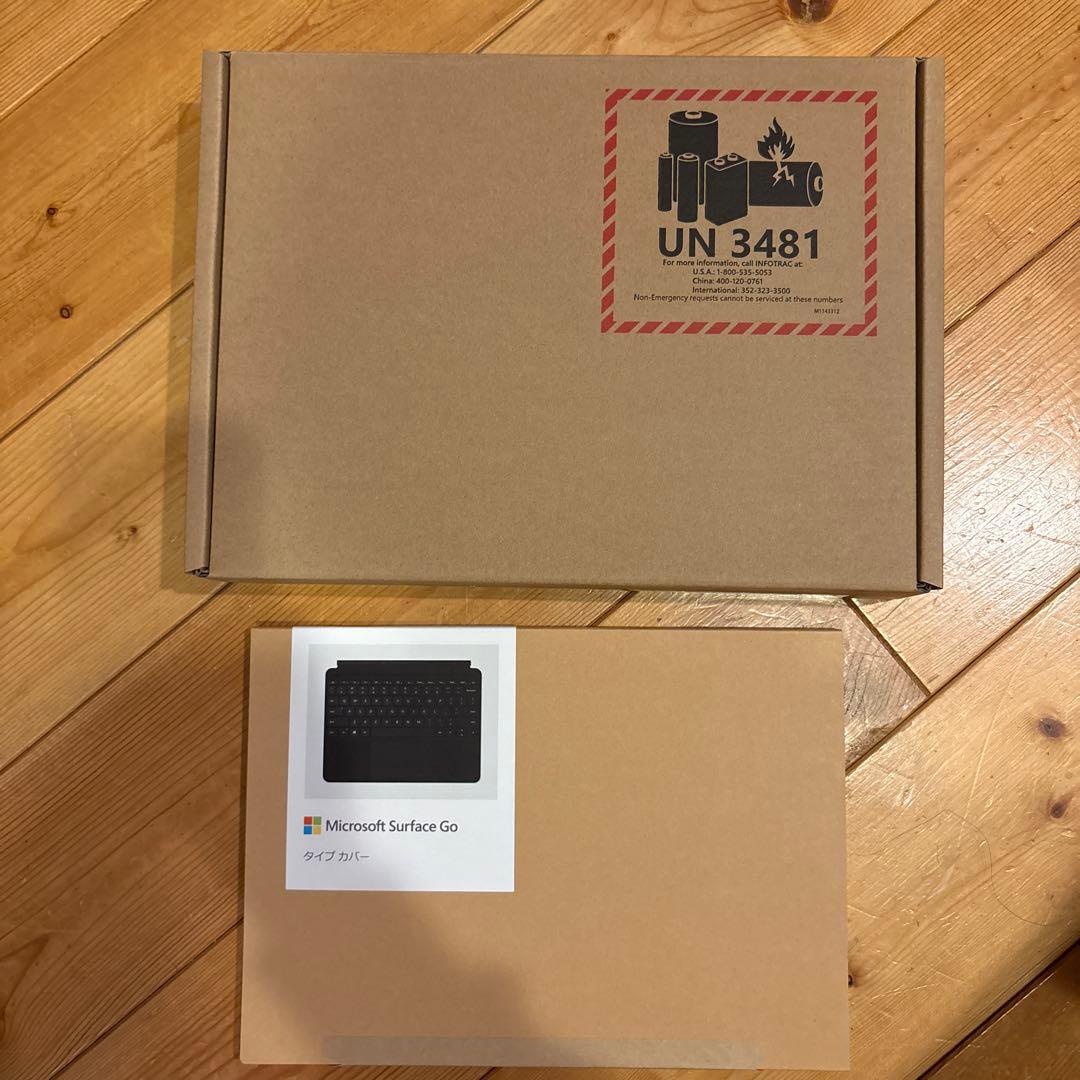 UN 3481
For more information, call INFOTRAC at:
U.S.A.: 1-800-535-5053
China: 400-120-0761
International: 352-323-3500
Non-Emergency requests cannot be serviced at these numbers
M1143312
Microsoft Surface Go
タイプ カバー